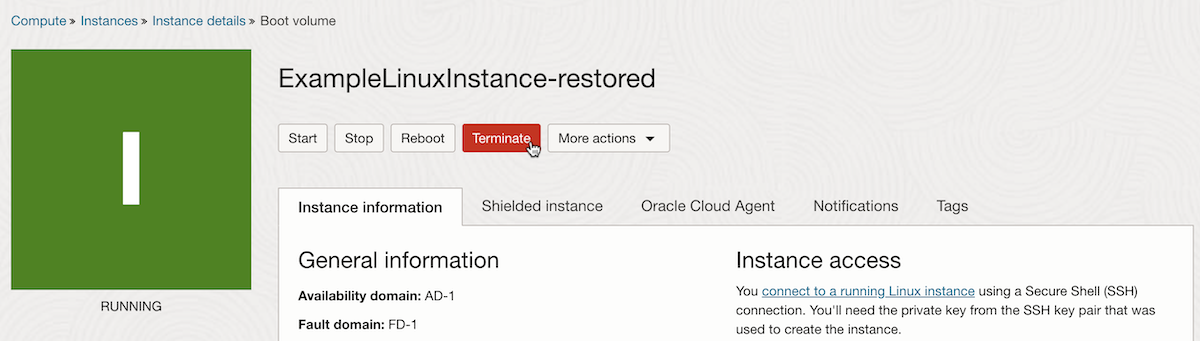 Compute » Instances » Instance details » Boot volume
I
ExampleLinuxInstance-restored
Start Stop Reboot Terminate More actions
RUNNING
Instance information Shielded instance Oracle Cloud Agent Notifications Tags
General information
Availability domain: AD-1
Fault domain: FD-1
Instance access
You connect to a running Linux instance using a Secure Shell (SSH)
connection. You'll need the private key from the SSH key pair that was
used to create the instance.